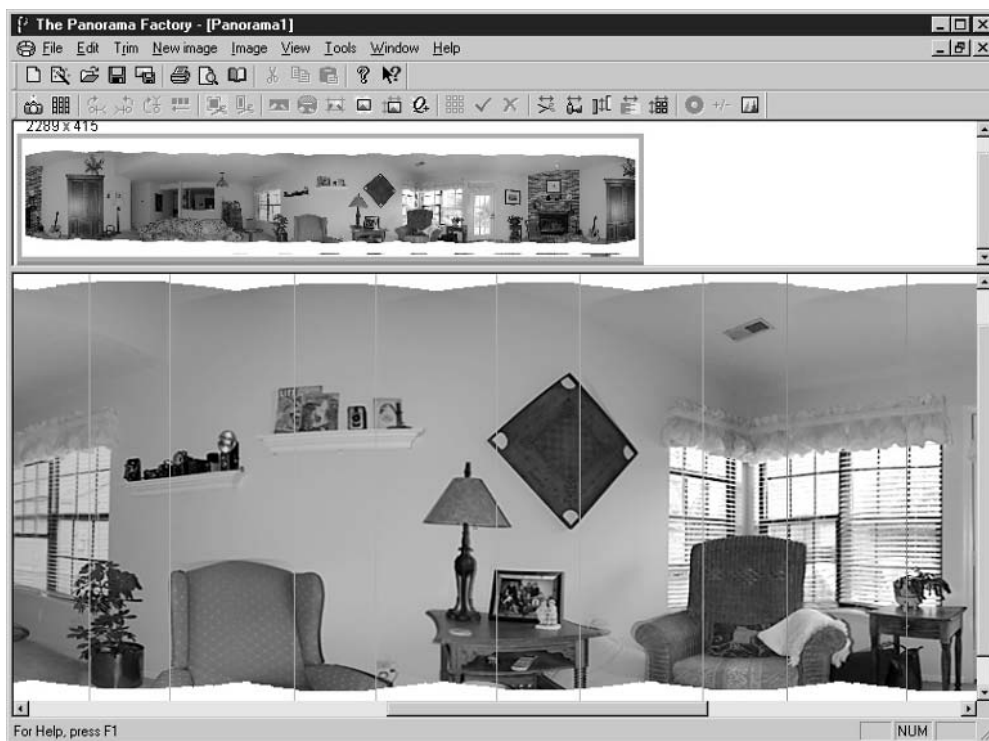 The Panorama Factory - [Panorama1]
File Edit Trim New image Image View Tools Window Help
+/-
2289 x 415
LIFE
For Help, press F1
NUM